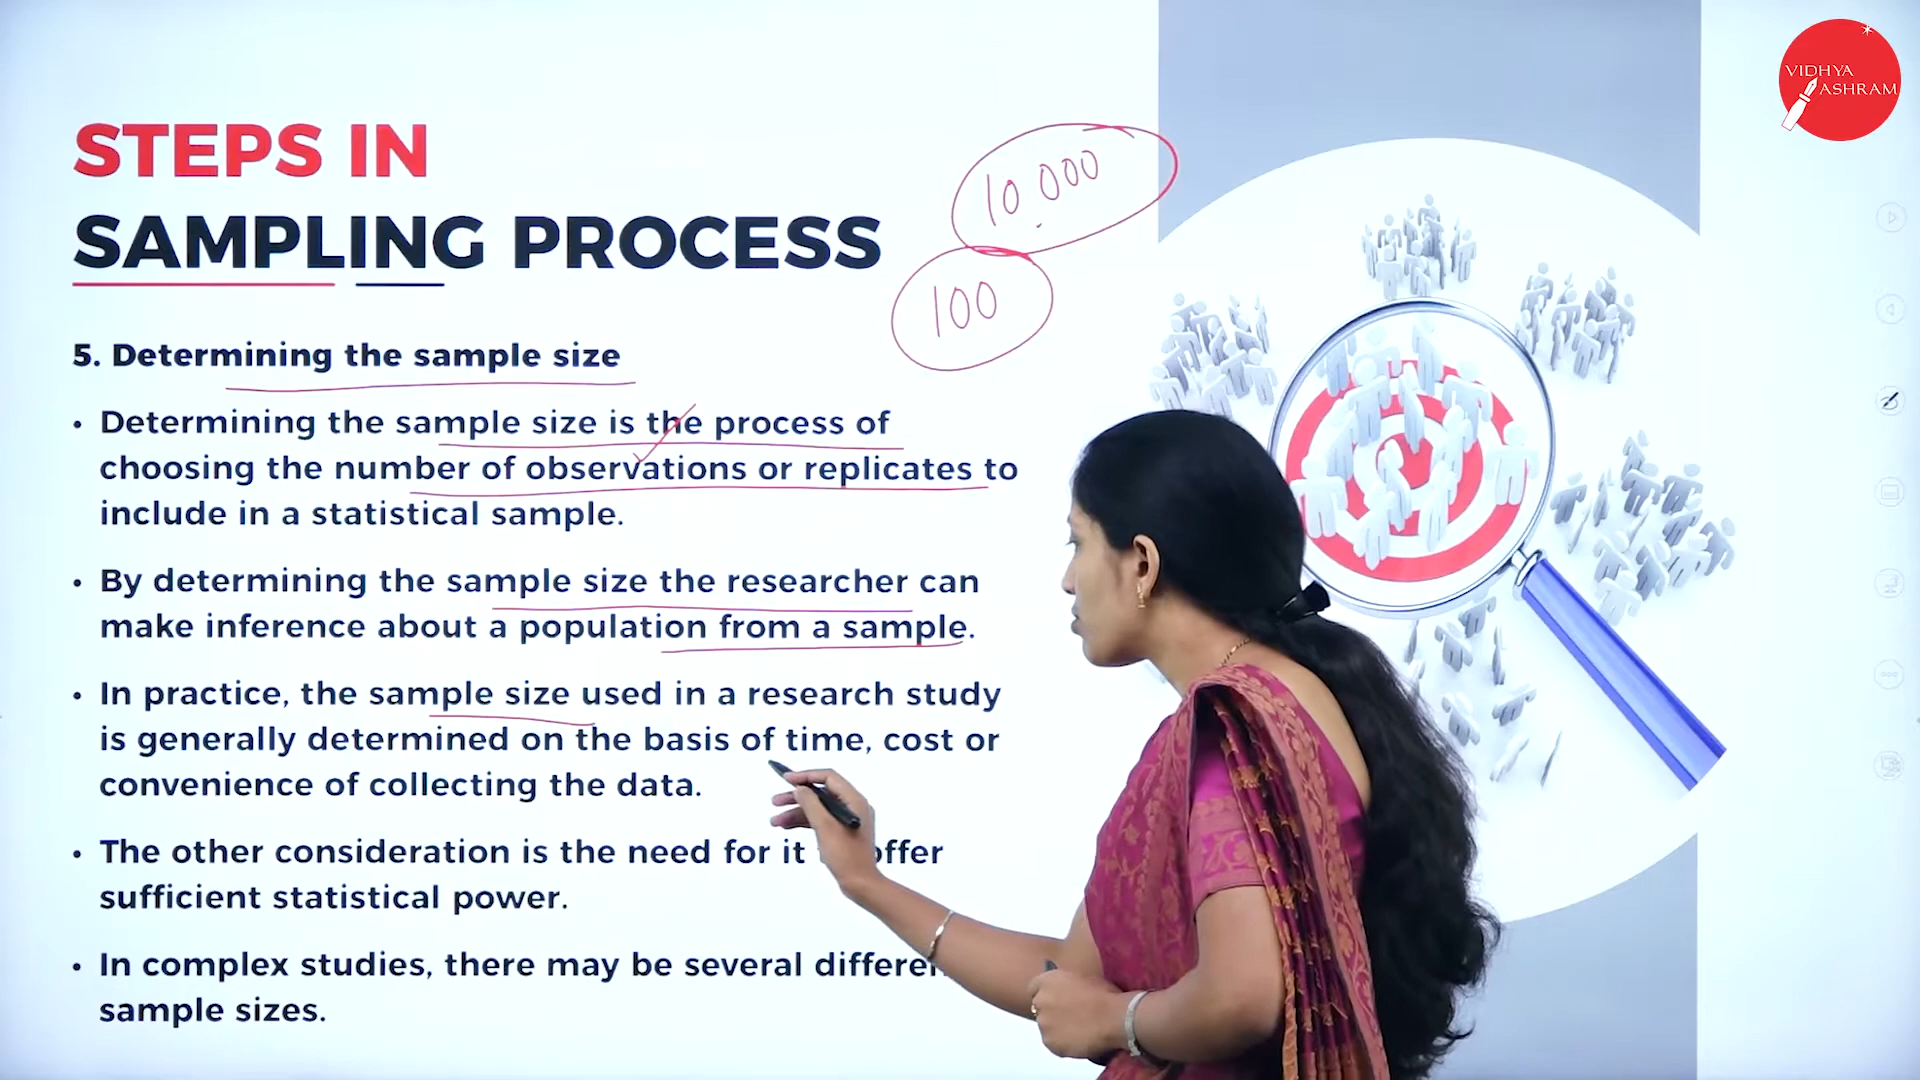 VIDHYA
ASHRAM
STEPS IN
SAMPLING PROCESS
10,000
100
5. Determining the sample size
• Determining the sample size is the process of
choosing the number of observations or replicates to
include in a statistical sample.
• By determining the sample size the researcher can
make inference about a population from a sample.
• In practice, the sample size used in a research study
is generally determined on the basis of time, cost or
convenience of collecting the data.
• The other consideration is the need for it offer
sufficient statistical power.
• In complex studies, there may be several differen
sample sizes.